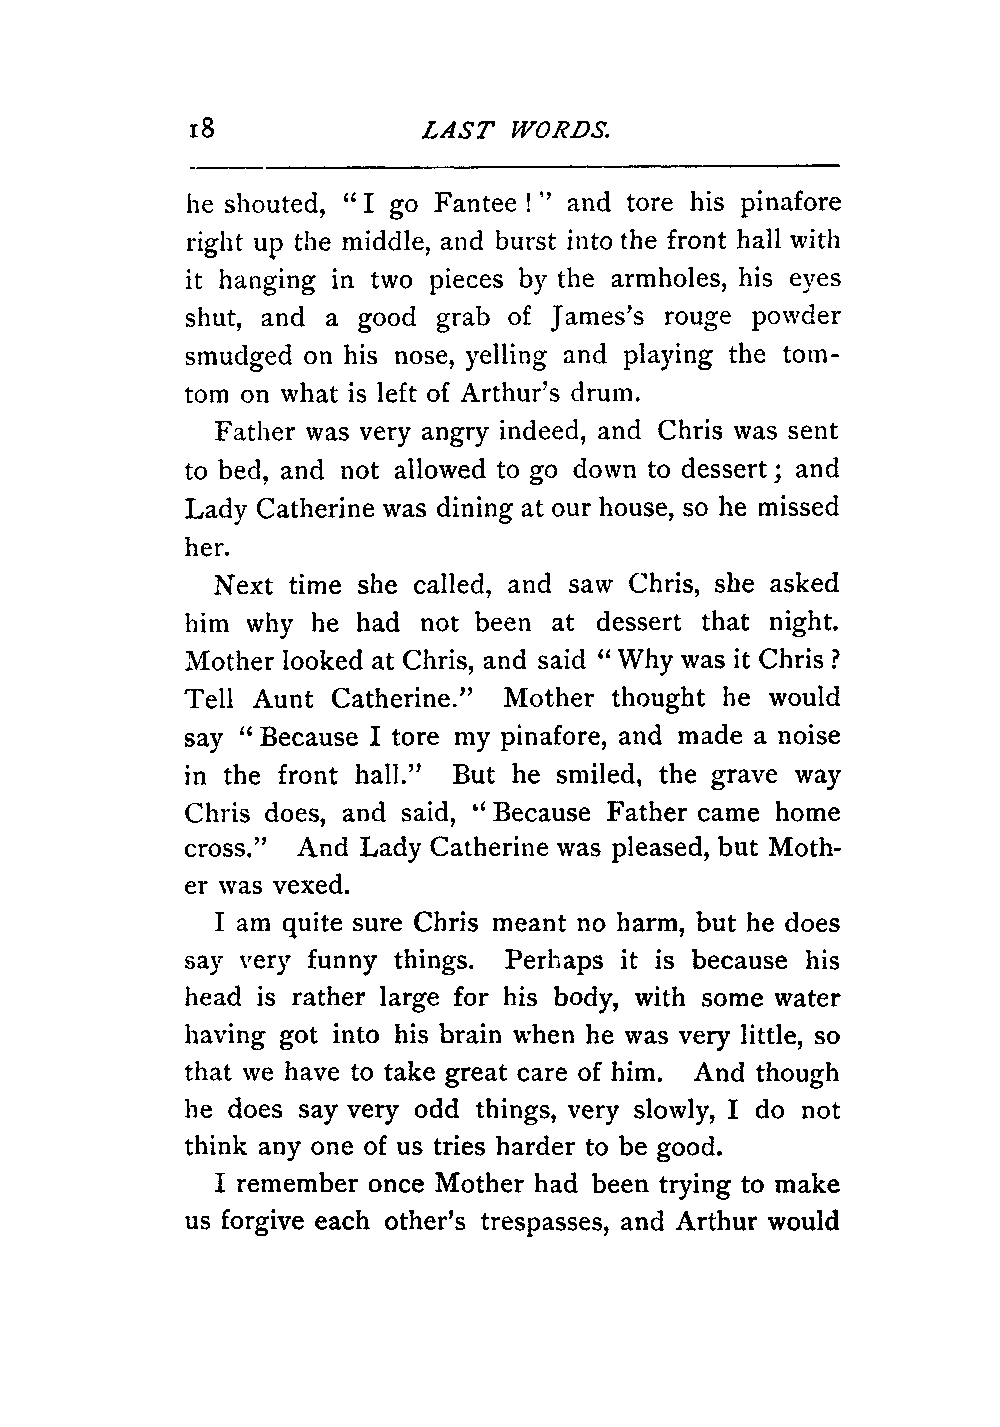 18 LAST WORDS.
he shouted, “I go Fantee!” and tore his pinafore
right up the middle, and burst into the front hall with
it hanging in two pieces by the armholes, his eyes
shut, and a good grab of James’s rouge powder
smudged on his nose, yelling and playing the tom-
tom on what is left of Arthur’s drum.
Father was very angry indeed, and Chris was sent
to bed, and not allowed to go down to dessert; and
Lady Catherine was dining at our house, so he missed
her.
Next time she called, and saw Chris, she asked
him why he had not been at dessert that night.
Mother looked at Chris, and said “Why was it Chris?
Tell Aunt Catherine.” Mother thought he would
say “Because I tore my pinafore, and made a noise
in the front hall.” But he smiled, the grave way
Chris does, and said, “Because Father came home
cross.” And Lady Catherine was pleased, but Moth-
er was vexed.
I am quite sure Chris meant no harm, but he does
say very funny things. Perhaps it is because his
head is rather large for his body, with some water
having got into his brain when he was very little, so
that we have to take great care of him. And though
he does say very odd things, very slowly, I do not
think any one of us tries harder to be good.
I remember once Mother had been trying to make
us forgive each other’s trespasses, and Arthur would